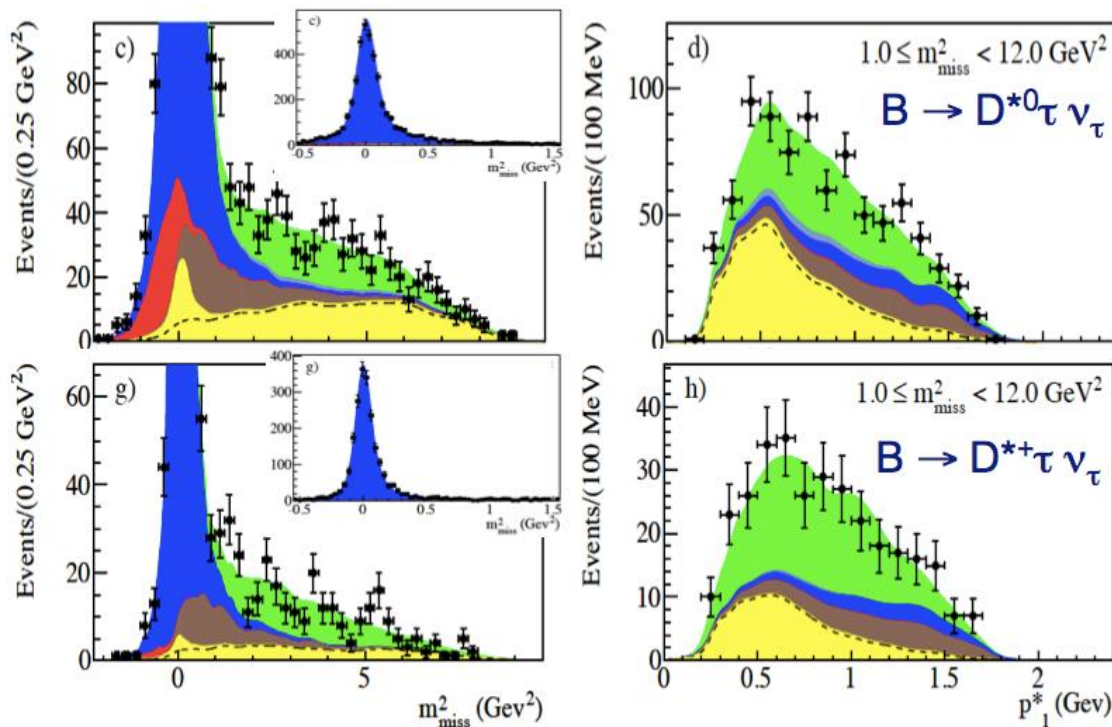 c)
Events/(0.25 GeV²)
80
60
40
20
0
c)
400
200
0
-0.5
0
0.5
1
1.5
m²miss (GeV²)
d)
1.0 ≤ m²miss < 12.0 GeV²
B → D*⁰τ ντ
Events/(100 MeV)
100
50
0
g)
Events/(0.25 GeV²)
60
40
20
0
0
5
m²miss (GeV²)
g)
400
300
200
100
0
-0.5
0
0.5
1
1.5
m²miss (GeV²)
h)
1.0 ≤ m²miss < 12.0 GeV²
B → D*⁺τ ντ
Events/(100 MeV)
40
30
20
10
0
0
0.5
1
1.5
2
p*l (GeV)